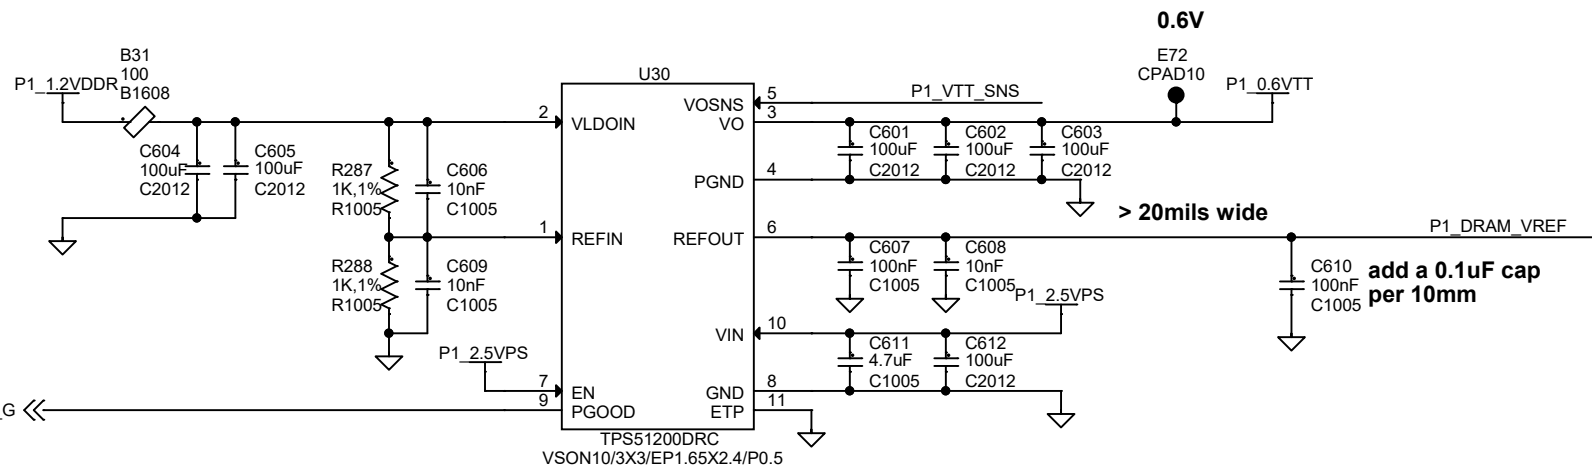 0.6V
B31
100
B1608
P1_1.2VDDR
E72
CPAD10
P1_0.6VTT
U30
P1_VTT_SNS
5
VOSNS
2
VLDOIN
3
VO
C604
100uF
C2012
C605
100uF
C2012
R287
1K,1%
R1005
C606
10nF
C1005
C601
100uF
C2012
C602
100uF
C2012
C603
100uF
C2012
4
PGND
> 20mils wide
1
REFIN
6
REFOUT
P1_DRAM_VREF
R288
1K,1%
R1005
C609
10nF
C1005
C607
100nF
C1005
C608
10nF
C1005
C610
100nF
C1005
add a 0.1uF cap
per 10mm
P1_2.5VPS
10
VIN
P1_2.5VPS
C611
4.7uF
C1005
C612
100uF
C2012
7
EN
8
GND
9
PGOOD
11
ETP
_G
TPS51200DRC
VSON10/3X3/EP1.65X2.4/P0.5